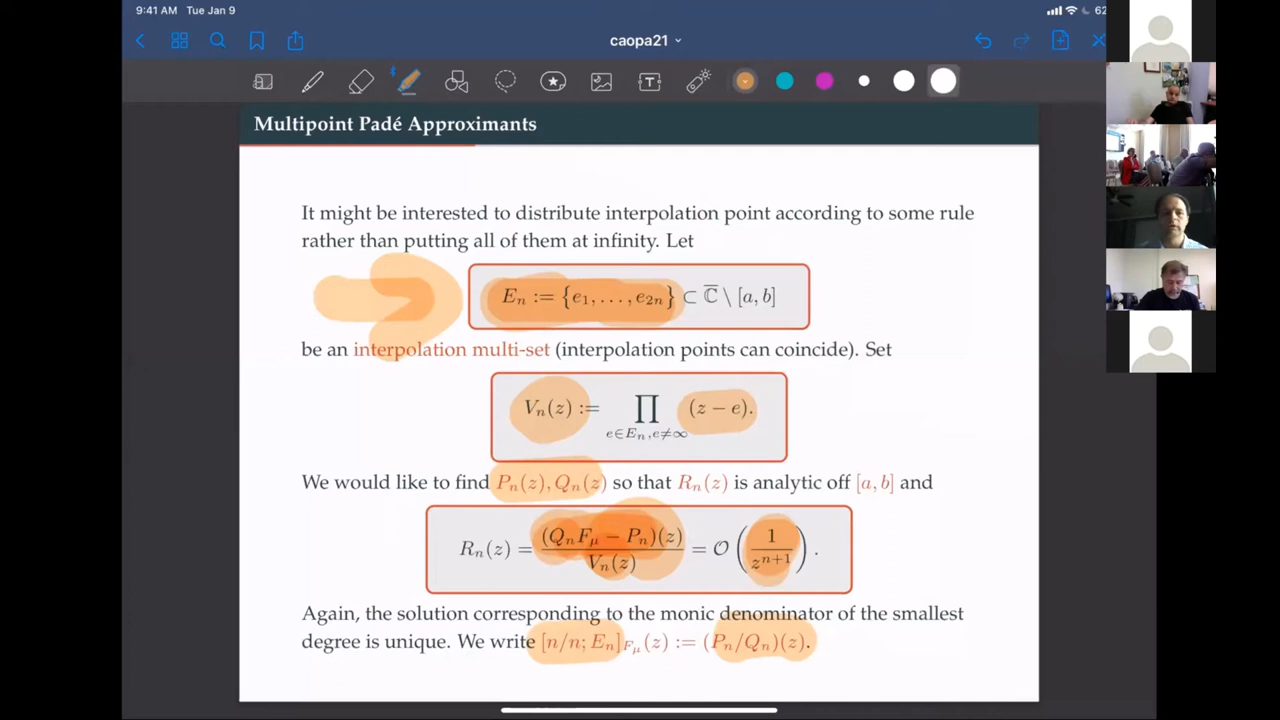 9:41 AM Tue Jan 9
62
caopa21
Multipoint Padé Approximants
It might be interested to distribute interpolation point according to some rule
rather than putting all of them at infinity. Let
E_n := {e_1, . . . , e_{2n}} ⊂ ℂ̅ \ [a, b]
be an interpolation multi-set (interpolation points can coincide). Set
V_n(z) := ∏_{e∈E_n, e≠∞} (z − e).
We would like to find P_n(z), Q_n(z) so that R_n(z) is analytic off [a, b] and
R_n(z) = (Q_nF_μ − P_n)(z) / V_n(z) = O(1 / z^{n+1}).
Again, the solution corresponding to the monic denominator of the smallest
degree is unique. We write [n/n; E_n]_{F_μ}(z) := (P_n/Q_n)(z).